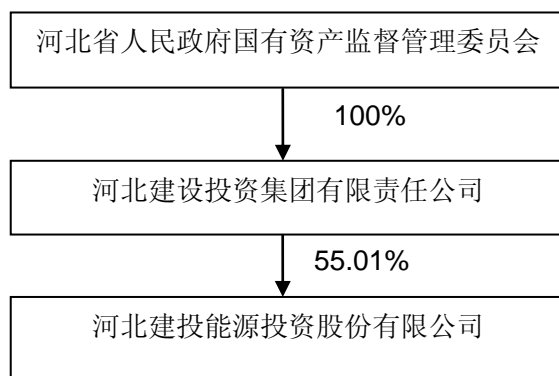 河北省人民政府国有资产监督管理委员会
100%
河北建设投资集团有限责任公司
55.01%
河北建投能源投资股份有限公司